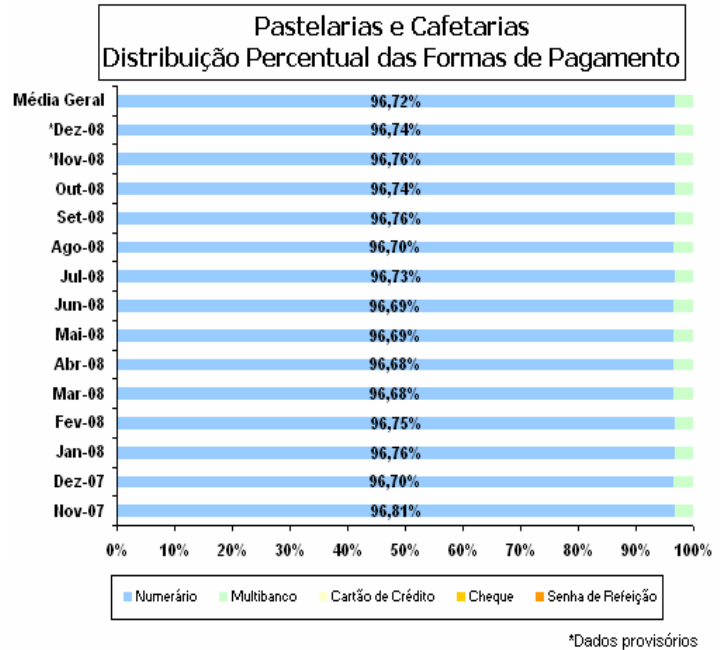 Pastelarias e Cafetarias
Distribuição Percentual das Formas de Pagamento
Média Geral 96,72%
*Dez-08 96,74%
*Nov-08 96,76%
Out-08 96,74%
Set-08 96,76%
Ago-08 96,70%
Jul-08 96,73%
Jun-08 96,69%
Mai-08 96,69%
Abr-08 96,68%
Mar-08 96,68%
Fev-08 96,75%
Jan-08 96,76%
Dez-07 96,70%
Nov-07 96,81%
0% 10% 20% 30% 40% 50% 60% 70% 80% 90% 100%
Numerário Multibanco Cartão de Crédito Cheque Senha de Refeição
*Dados provisórios